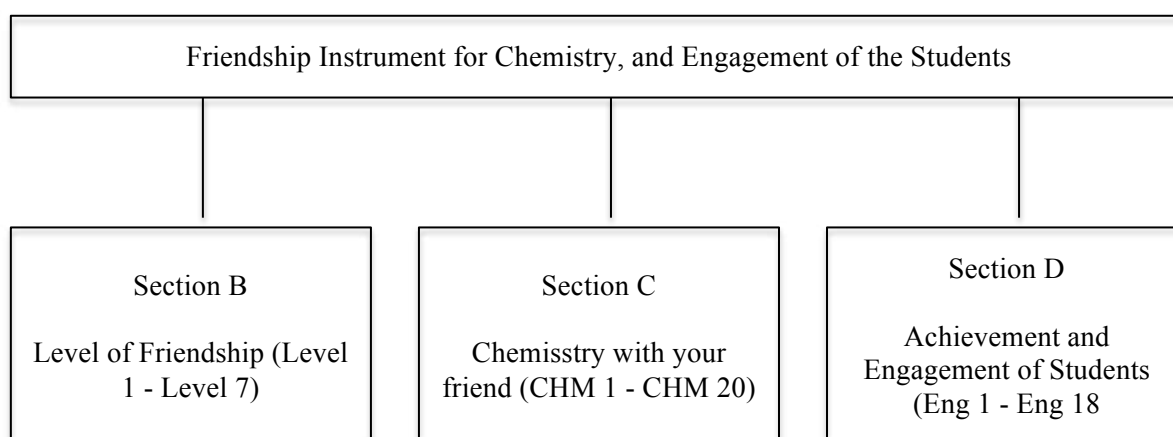 Friendship Instrument for Chemistry, and Engagement of the Students
Section B
Level of Friendship (Level
1 - Level 7)
Section C
Chemisstry with your
friend (CHM 1 - CHM 20)
Section D
Achievement and
Engagement of Students
(Eng 1 - Eng 18